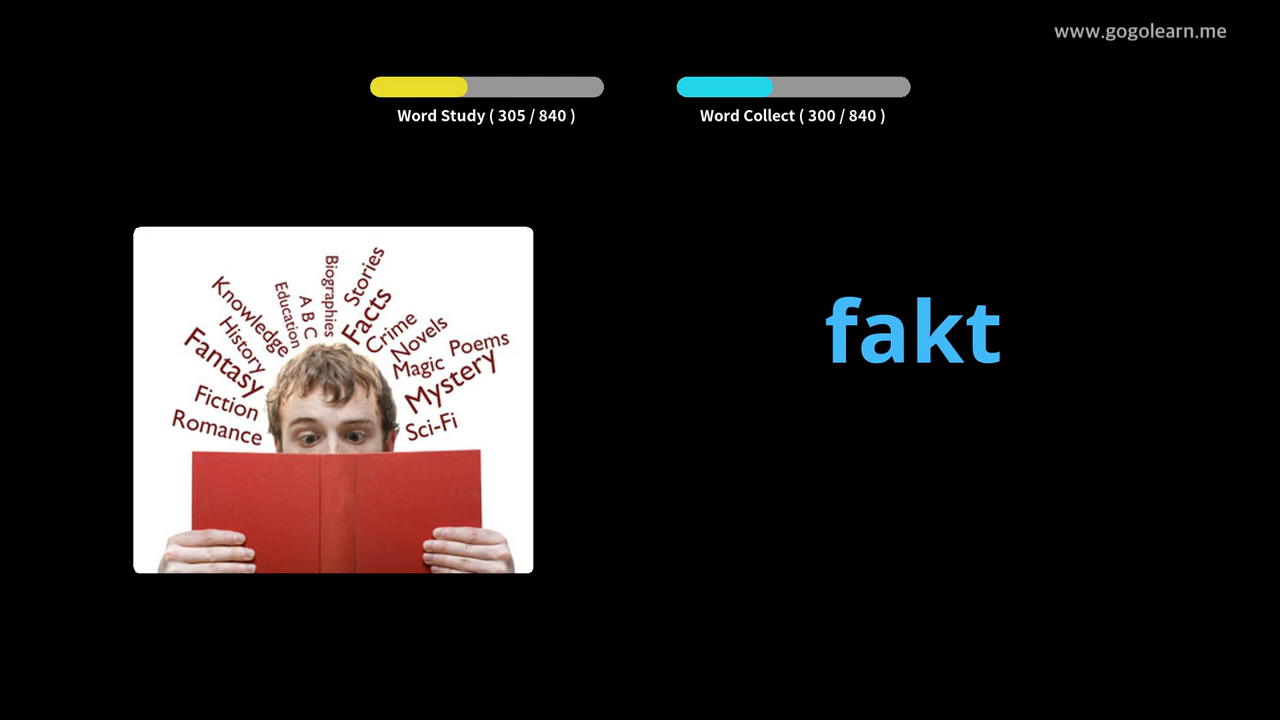 www.gogolearn.me
Word Study ( 305 / 840 )
Word Collect ( 300 / 840 )
Romance
Fiction
Fantasy
History
Knowledge
Education
A B C
Biographies
Stories
Facts
Crime
Novels
Magic
Poems
Mystery
Sci-Fi
fakt